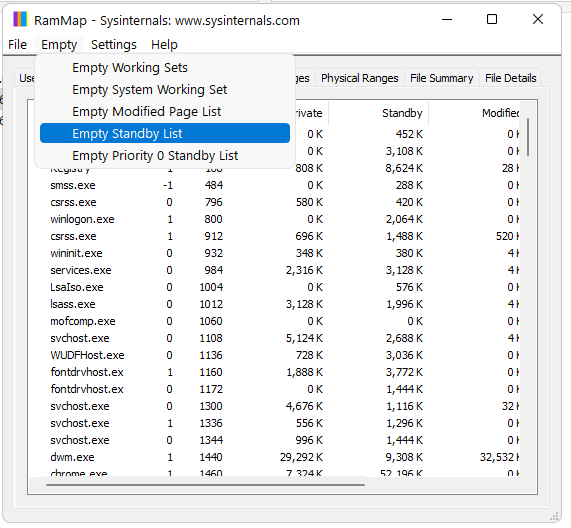 RamMap - Sysinternals: www.sysinternals.com
File Empty Settings Help
Empty Working Sets
Empty System Working Set
Empty Modified Page List
Empty Standby List
Empty Priority 0 Standby List
Physical Ranges File Summary File Details
Standby Modified
0 K 452 K 0 K
0 K 3,108 K 0 K
Registry 808 K 8,624 K 28 K
smss.exe -1 484 0 K 288 K 0 K
csrss.exe 0 796 580 K 420 K 0 K
winlogon.exe 1 800 0 K 2,064 K 0 K
csrss.exe 1 912 696 K 1,488 K 520 K
wininit.exe 0 932 348 K 380 K 4 K
services.exe 0 984 2,316 K 3,128 K 4 K
LsaIso.exe 0 1004 0 K 576 K 0 K
lsass.exe 0 1012 3,128 K 1,996 K 4 K
mofcomp.exe 0 1060 0 K 0 K 0 K
svchost.exe 0 1108 5,124 K 2,688 K 4 K
WUDFHost.exe 0 1136 728 K 3,036 K 0 K
fontdrvhost.ex 1 1160 1,888 K 3,772 K 0 K
fontdrvhost.ex 0 1172 0 K 1,444 K 0 K
svchost.exe 0 1300 4,676 K 1,116 K 32 K
svchost.exe 0 1336 556 K 1,296 K 0 K
svchost.exe 0 1344 996 K 1,444 K 0 K
dwm.exe 1 1440 29,292 K 9,308 K 32,532 K
chrome.exe 1 1460 7,324 K 52,196 K 0 K